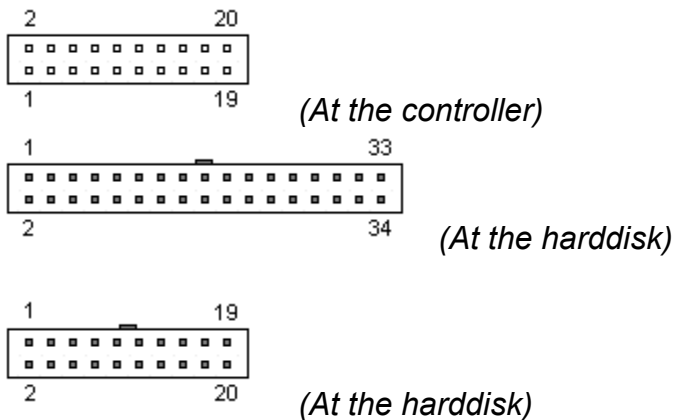 2 20
1 19
(At the controller)
1 33
2 34
(At the harddisk)
1 19
2 20
(At the harddisk)